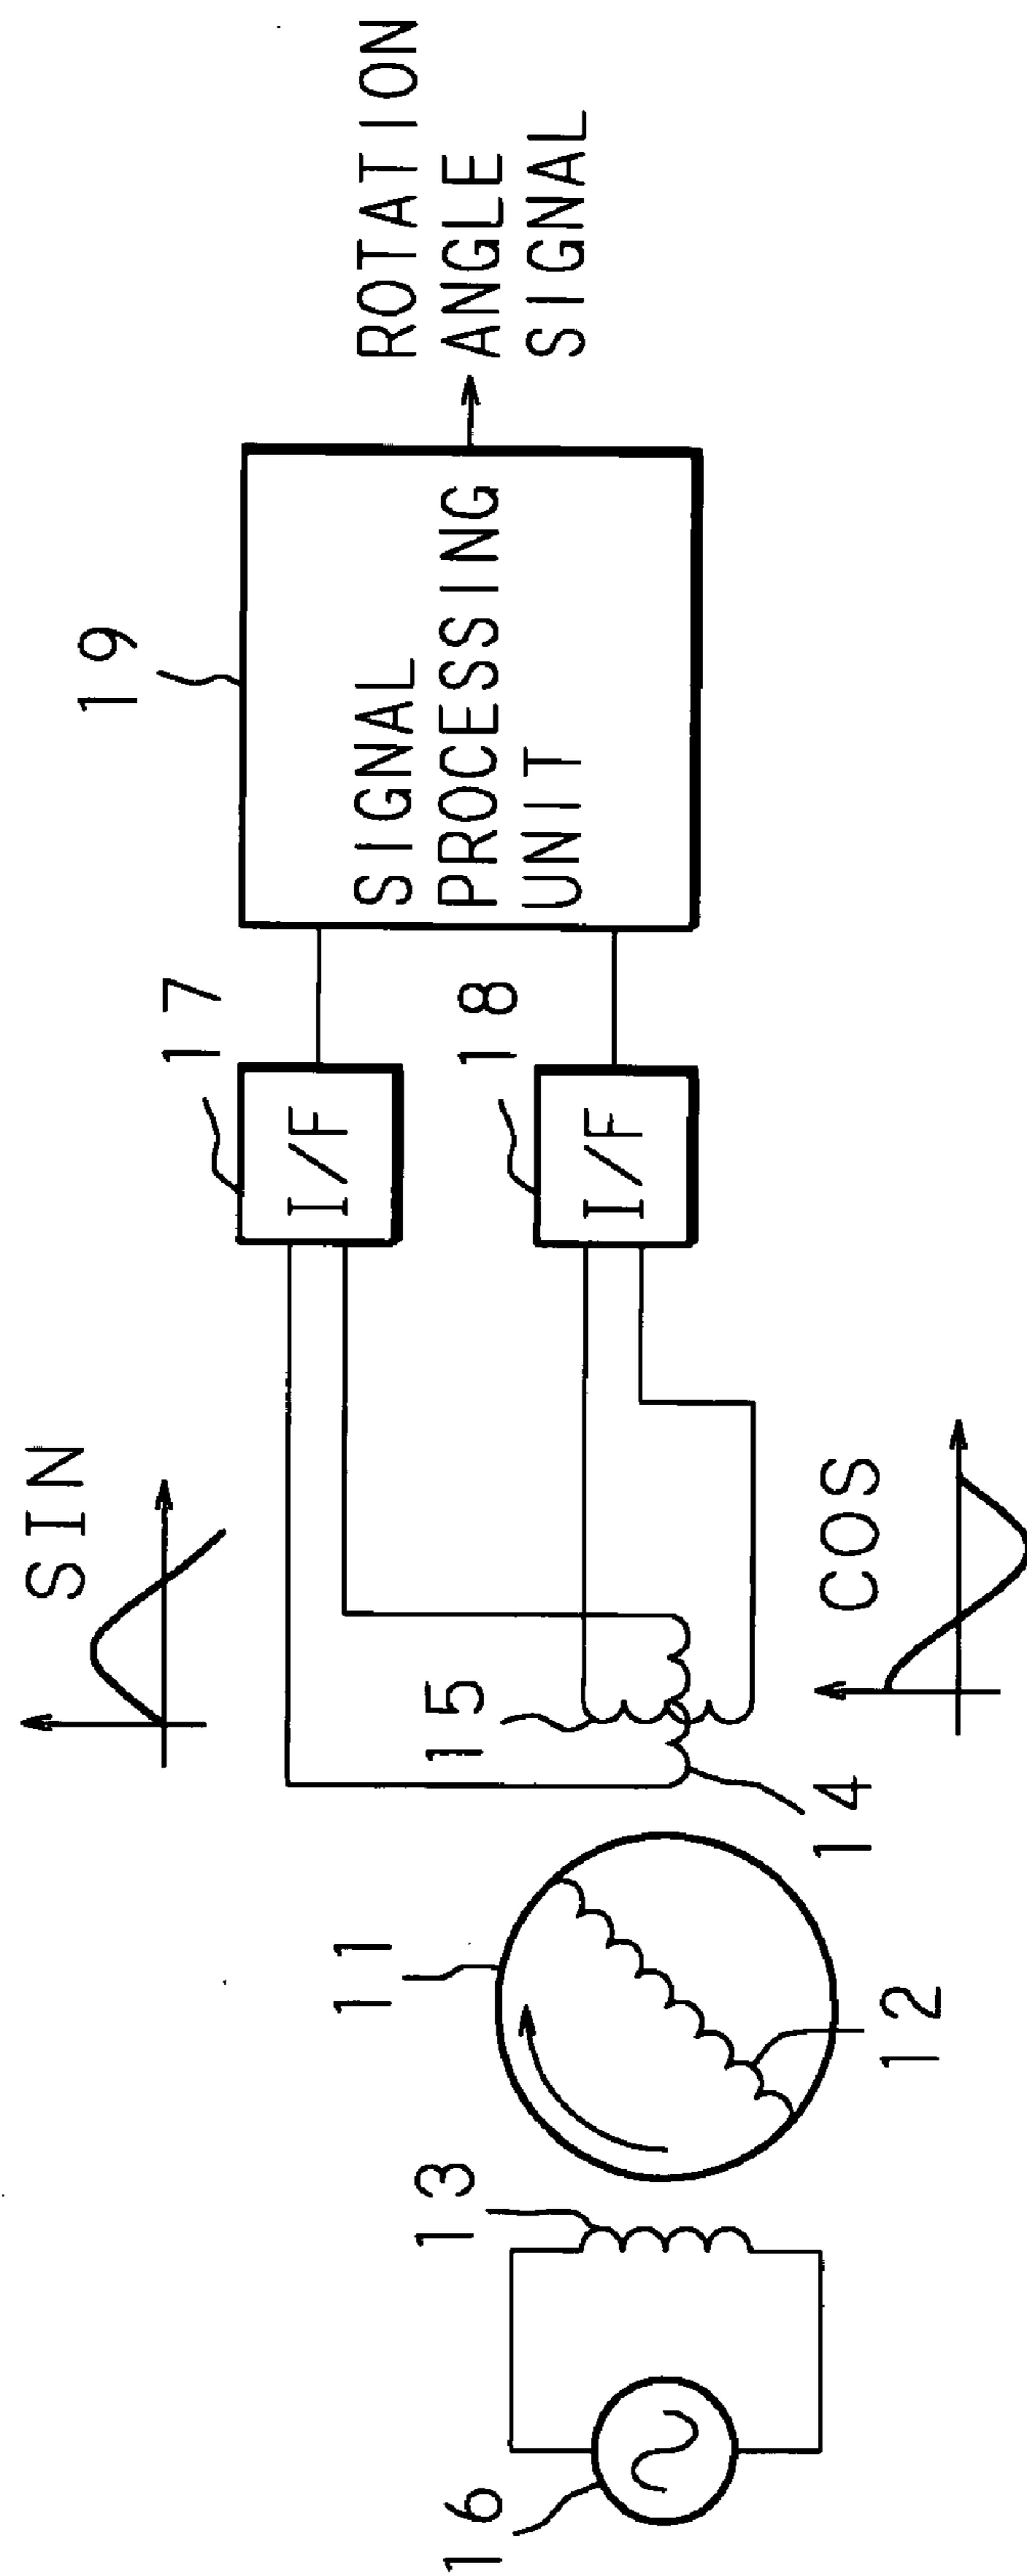 SIN
17
19
I/F
ROTATION
ANGLE
SIGNAL
SIGNAL
PROCESSING
UNIT
11
13
15
16
18
I/F
14
12
COS